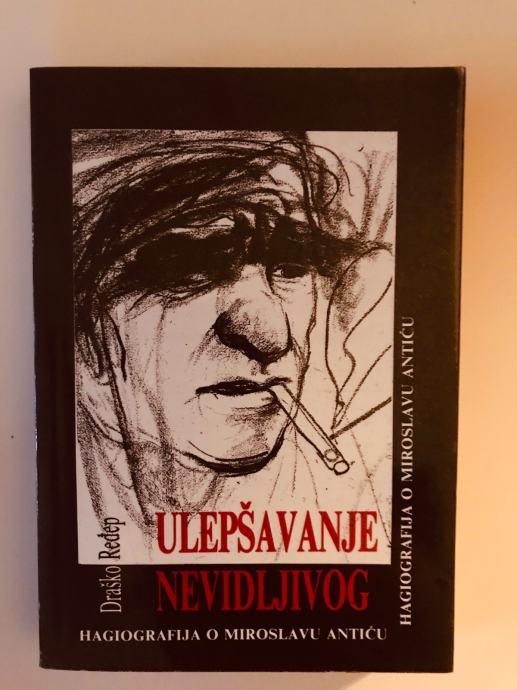 Draško Ređep
ULEPŠAVANJE
NEVIDLJIVOG
HAGIOGRAFIJA O MIROSLAVU ANTIĆU
HAGIOGRAFIJA O MIROSLAVU ANTIĆU